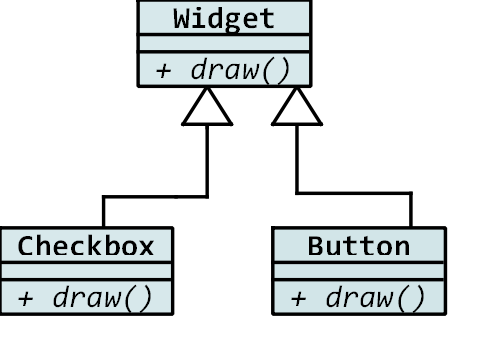 Widget
+ draw()
Checkbox
+ draw()
Button
+ draw()